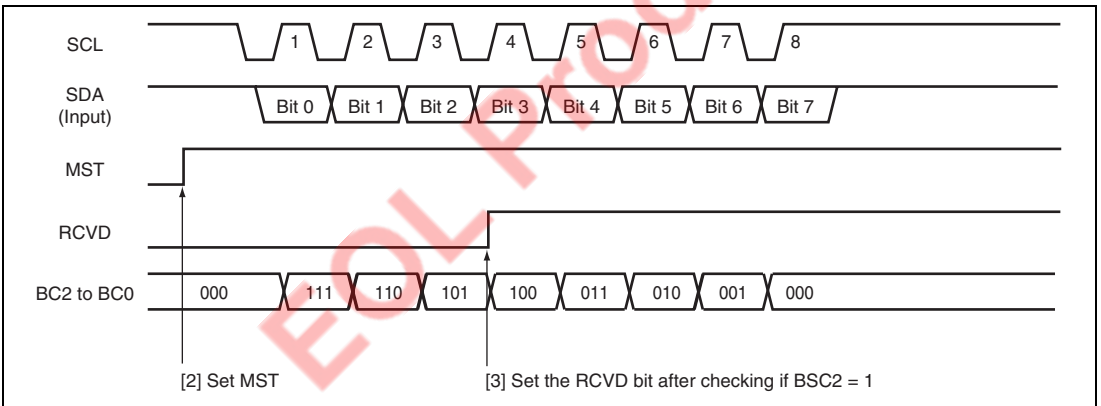 SCL 1 2 3 4 5 6 7 8
SDA
(Input)
Bit 0 Bit 1 Bit 2 Bit 3 Bit 4 Bit 5 Bit 6 Bit 7
MST
RCVD
BC2 to BC0 000 111 110 101 100 011 010 001 000
[2] Set MST [3] Set the RCVD bit after checking if BSC2 = 1
EOL Prod